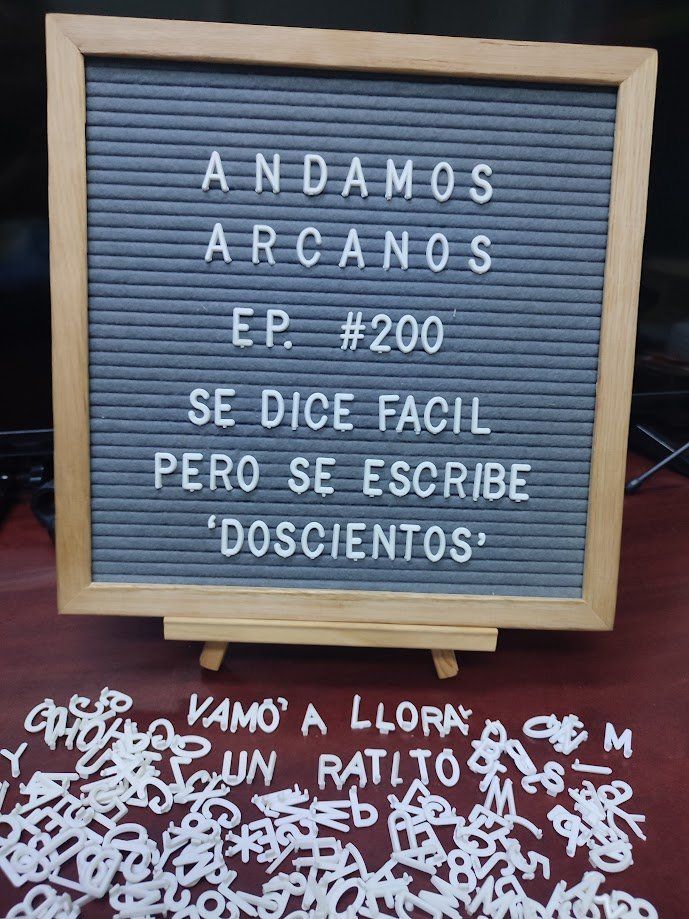 ANDAMOS
ARCANOS
EP. #200
SE DICE FACIL
PERO SE ESCRIBE
‘DOSCIENTOS’
VAMO' A LLORA'
UN RATITO